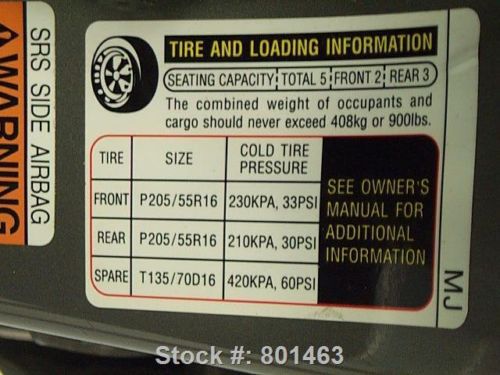 TIRE AND LOADING INFORMATION
SEATING CAPACITY TOTAL 5 FRONT 2 REAR 3
The combined weight of occupants and
cargo should never exceed 408kg or 900lbs.
TIRE SIZE COLD TIRE PRESSURE
FRONT P205/55R16 230KPA, 33PSI
REAR P205/55R16 210KPA, 30PSI
SPARE T135/70D16 420KPA, 60PSI
SEE OWNER'S
MANUAL FOR
ADDITIONAL
INFORMATION
MJ
SRS SIDE AIRBAG
WARNING
Stock #: 801463